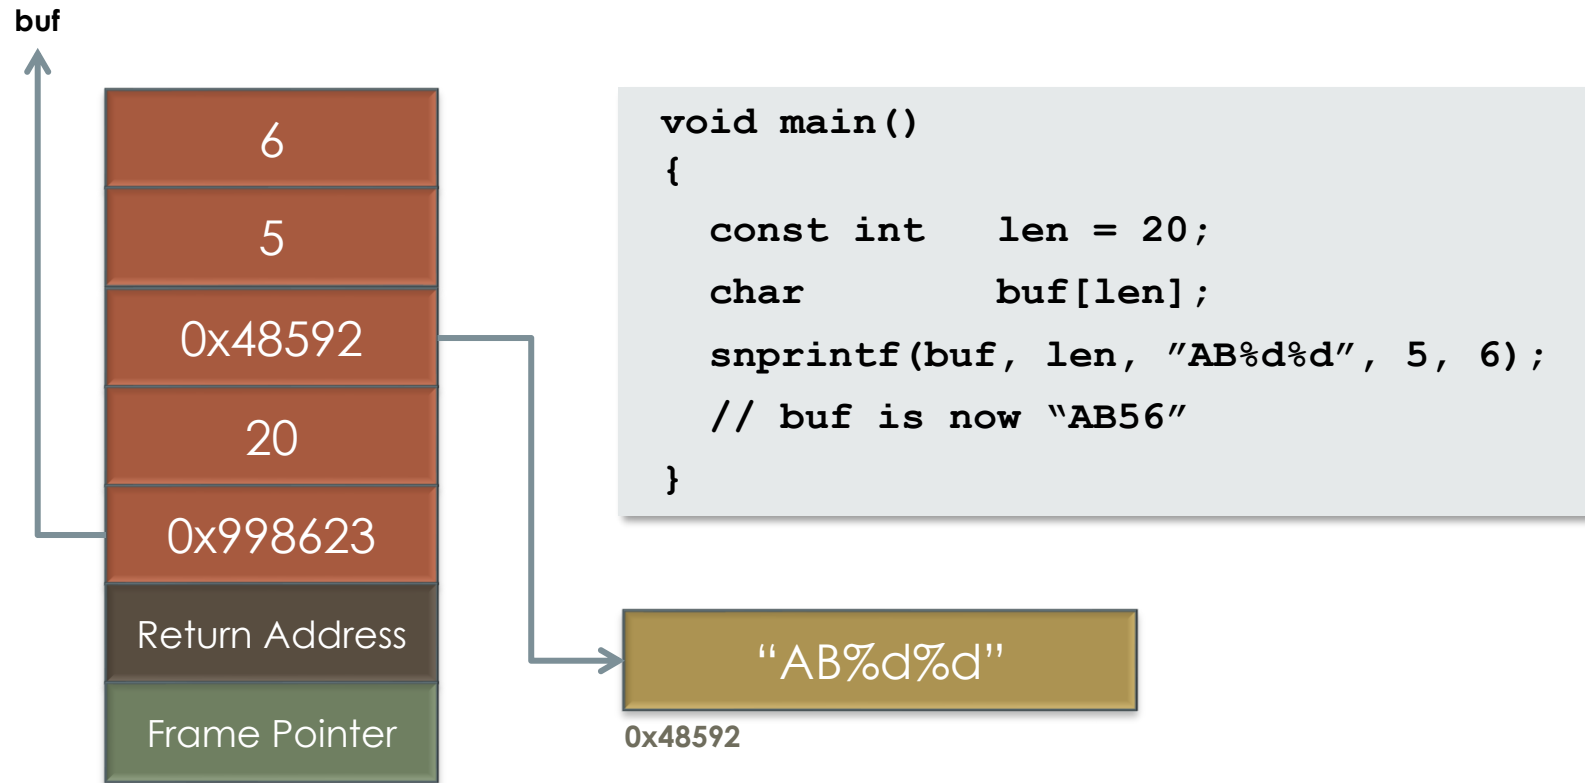 buf
6
5
0x48592
20
0x998623
Return Address
Frame Pointer
void main()
{
const int len = 20;
char buf[len];
snprintf(buf, len, ”AB%d%d”, 5, 6);
// buf is now “AB56”
}
“AB%d%d”
0x48592